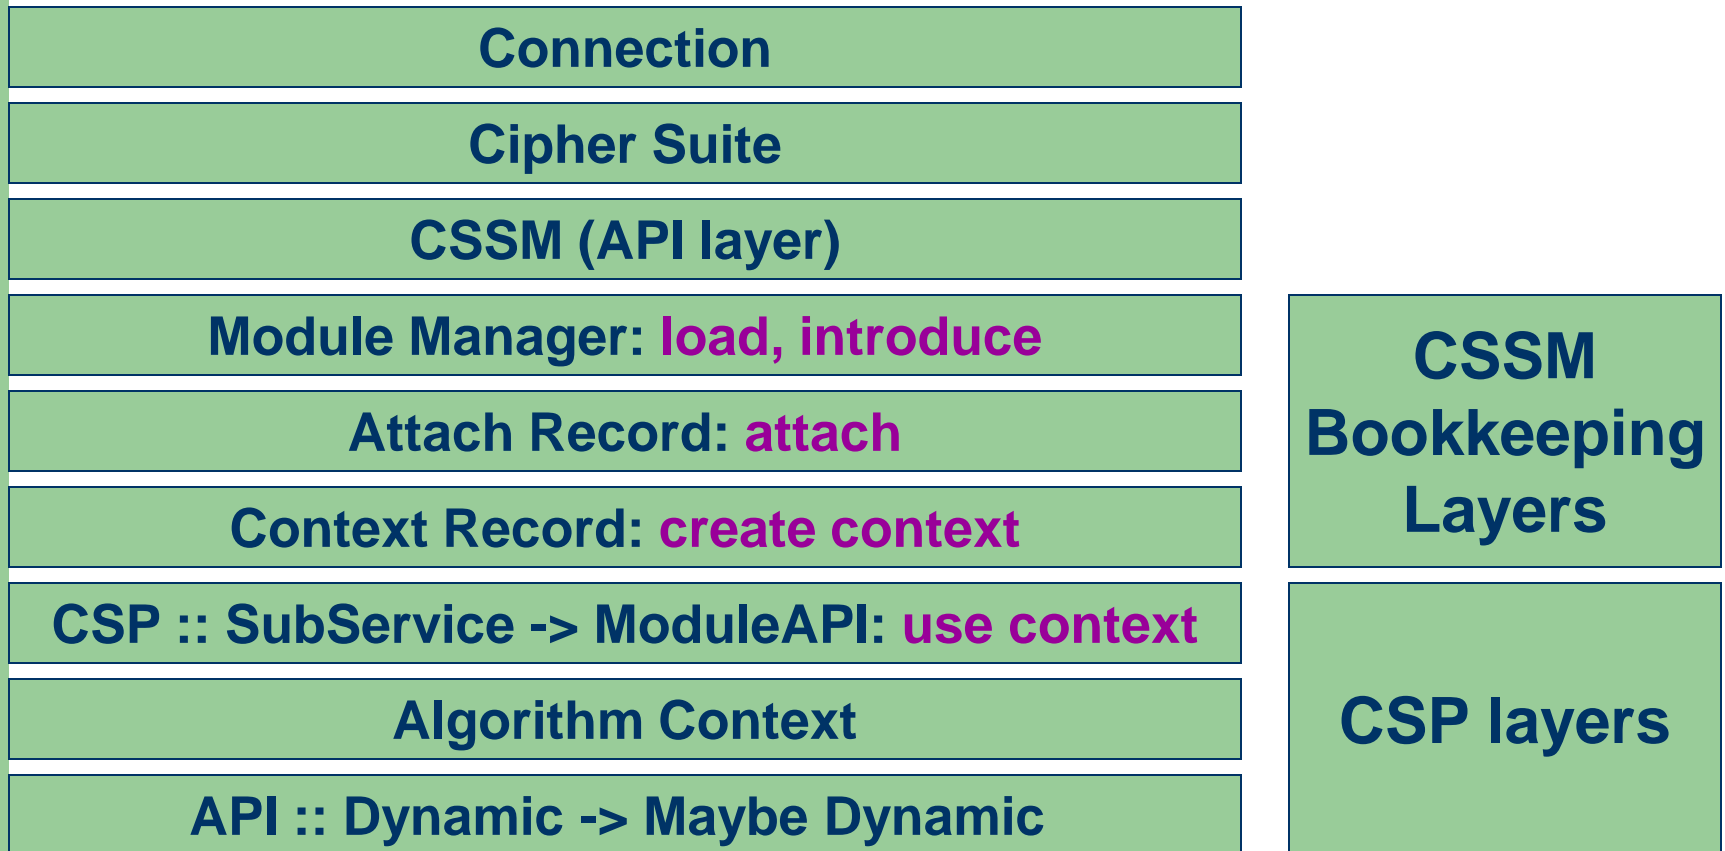 Connection
Cipher Suite
CSSM (API layer)
Module Manager: load, introduce
Attach Record: attach
Context Record: create context
CSP :: SubService -> ModuleAPI: use context
Algorithm Context
API :: Dynamic -> Maybe Dynamic
CSSM
Bookkeeping
Layers
CSP layers